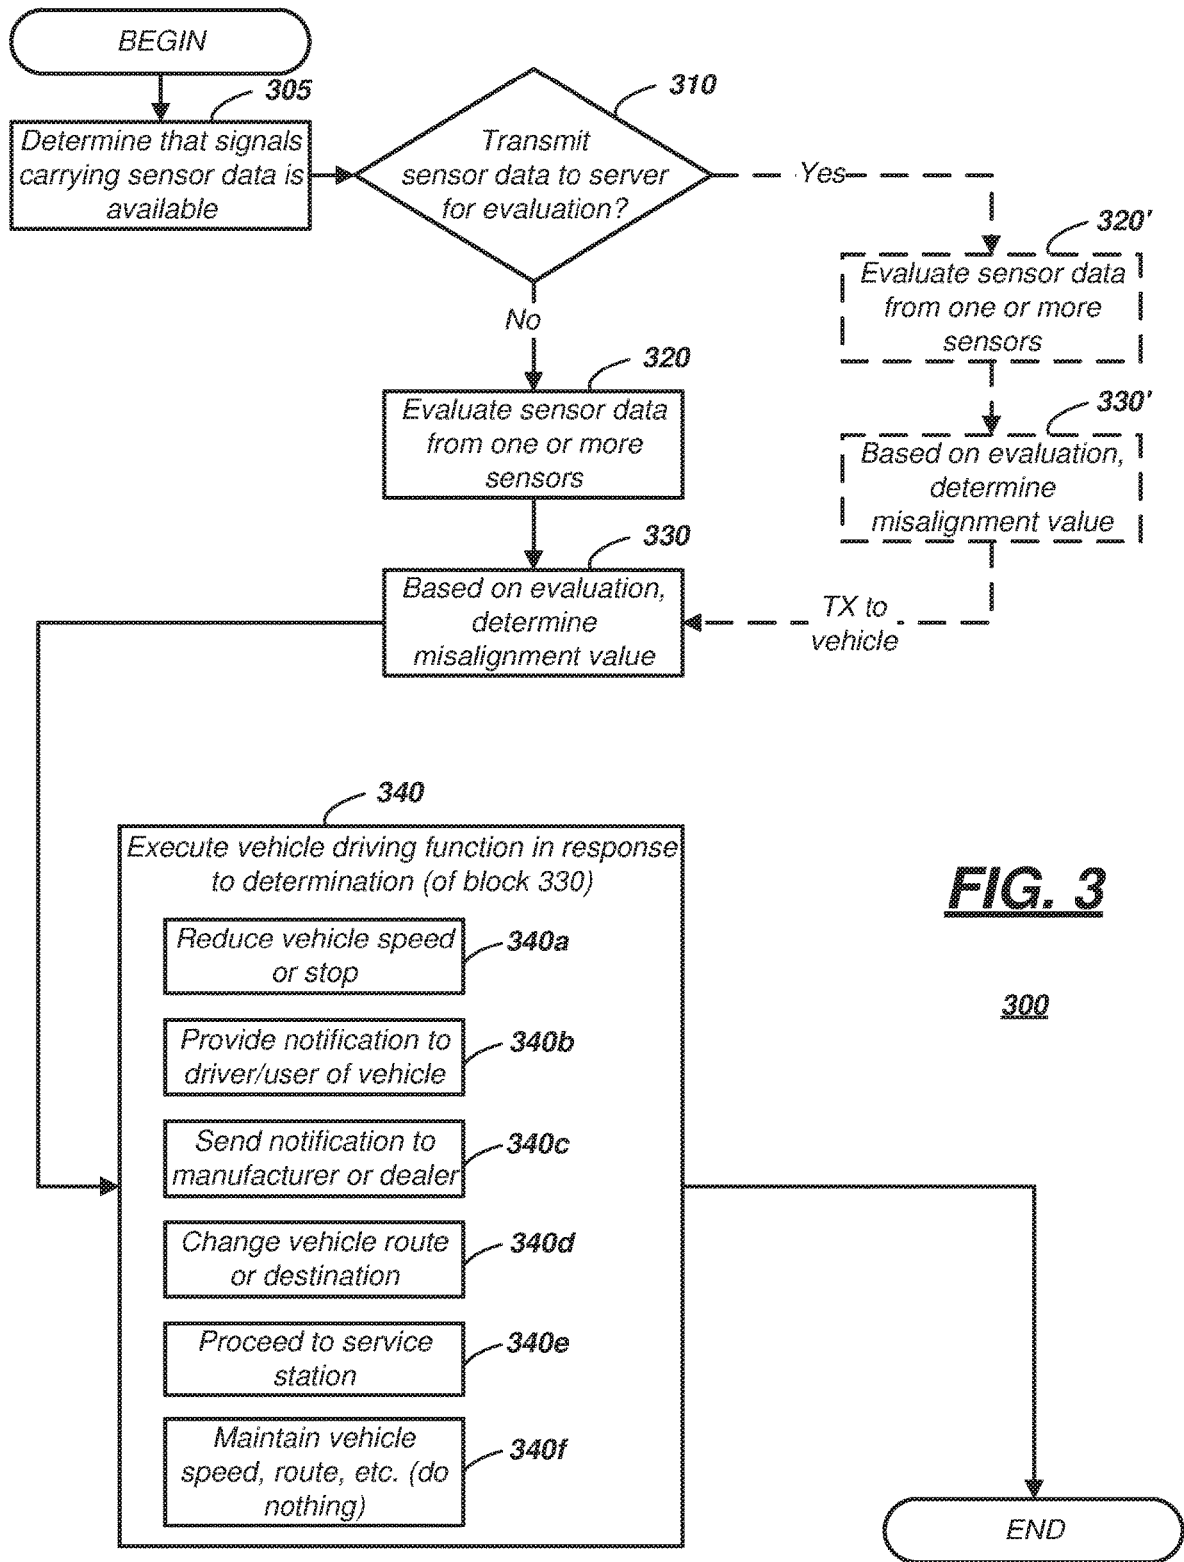 BEGIN
305
Determine that signals
carrying sensor data is
available
310
Transmit
sensor data to server
for evaluation?
Yes
320'
Evaluate sensor data
from one or more
sensors
No
320
Evaluate sensor data
from one or more
sensors
330'
Based on evaluation,
determine
misalignment value
330
Based on evaluation,
determine
misalignment value
TX to
vehicle
340
Execute vehicle driving function in response
to determination (of block 330)
Reduce vehicle speed
or stop
340a
Provide notification to
driver/user of vehicle
340b
Send notification to
manufacturer or dealer
340c
Change vehicle route
or destination
340d
Proceed to service
station
340e
Maintain vehicle
speed, route, etc. (do
nothing)
340f
FIG. 3
300
END